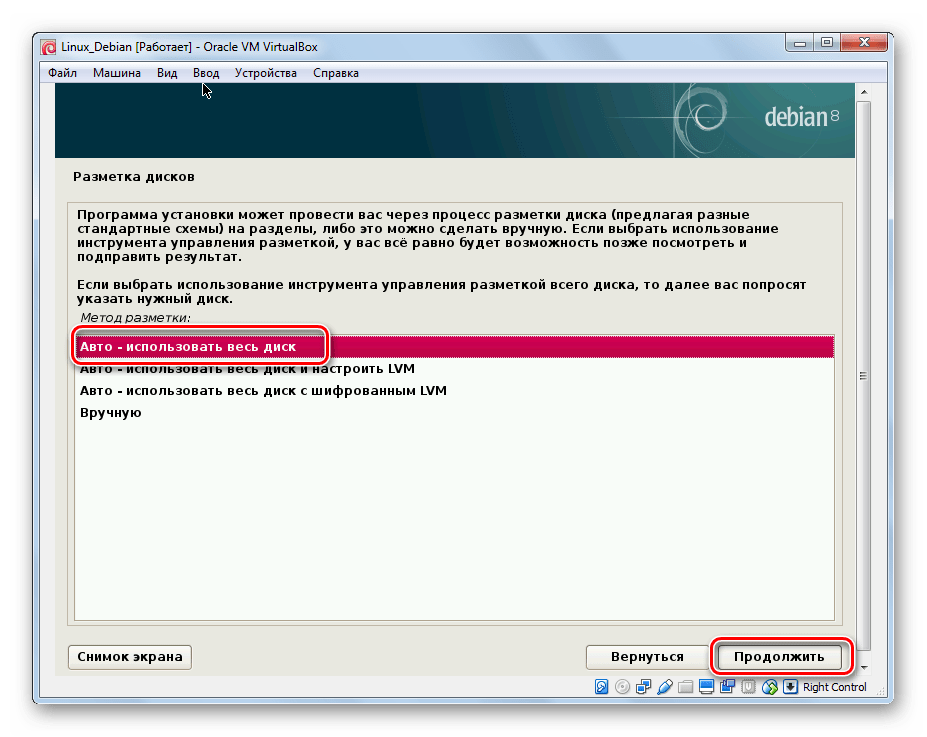 Linux_Debian [Работает] - Oracle VM VirtualBox
Файл Машина Вид Ввод Устройства Справка
debian 8
Разметка дисков
Программа установки может провести вас через процесс разметки диска (предлагая разные
стандартные схемы) на разделы, либо это можно сделать вручную. Если выбрать использование
инструмента управления разметкой, у вас всё равно будет возможность позже посмотреть и
подправить результат.
Если выбрать использование инструмента управления разметкой всего диска, то далее вас попросят
указать нужный диск.
Метод разметки:
Авто - использовать весь диск
Авто - использовать весь диск и настроить LVM
Авто - использовать весь диск с шифрованным LVM
Вручную
Снимок экрана Вернуться Продолжить
Right Control